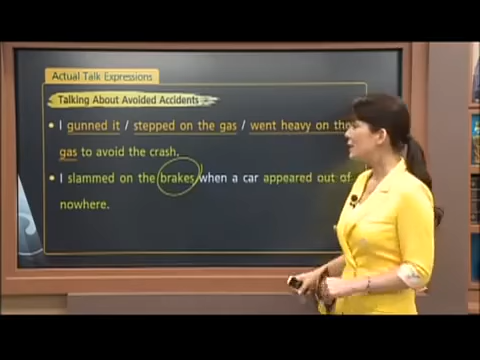 Actual Talk Expressions
Talking About Avoided Accidents
• I gunned it / stepped on the gas / went heavy on the
gas to avoid the crash.
• I slammed on the brakes when a car appeared out of
nowhere.